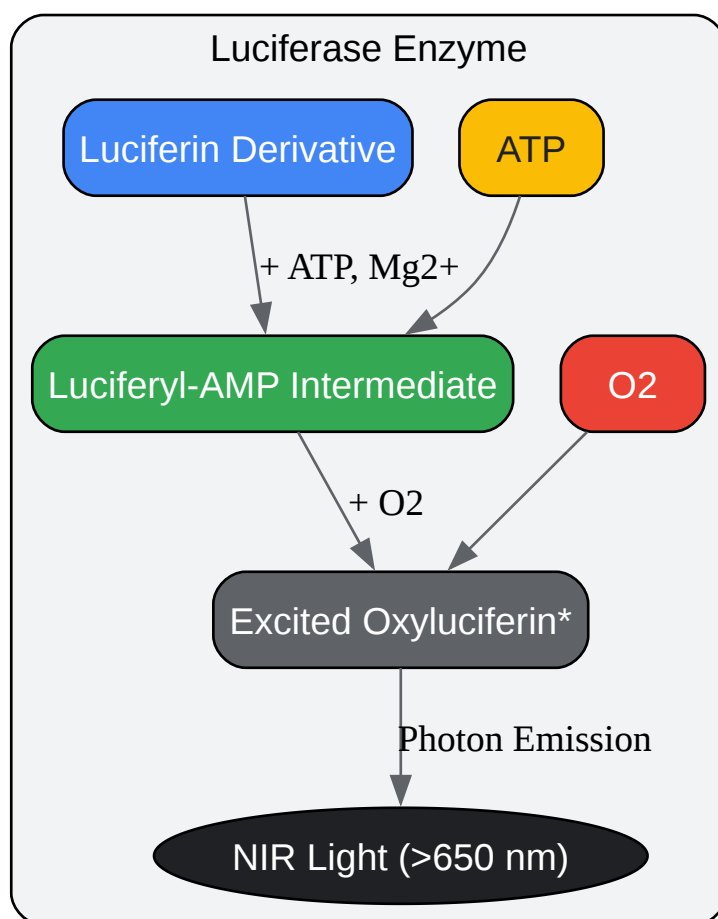 Luciferase Enzyme
Luciferin Derivative
ATP
+ ATP, Mg2+
Luciferyl-AMP Intermediate
O2
+ O2
Excited Oxyluciferin*
Photon Emission
NIR Light (>650 nm)